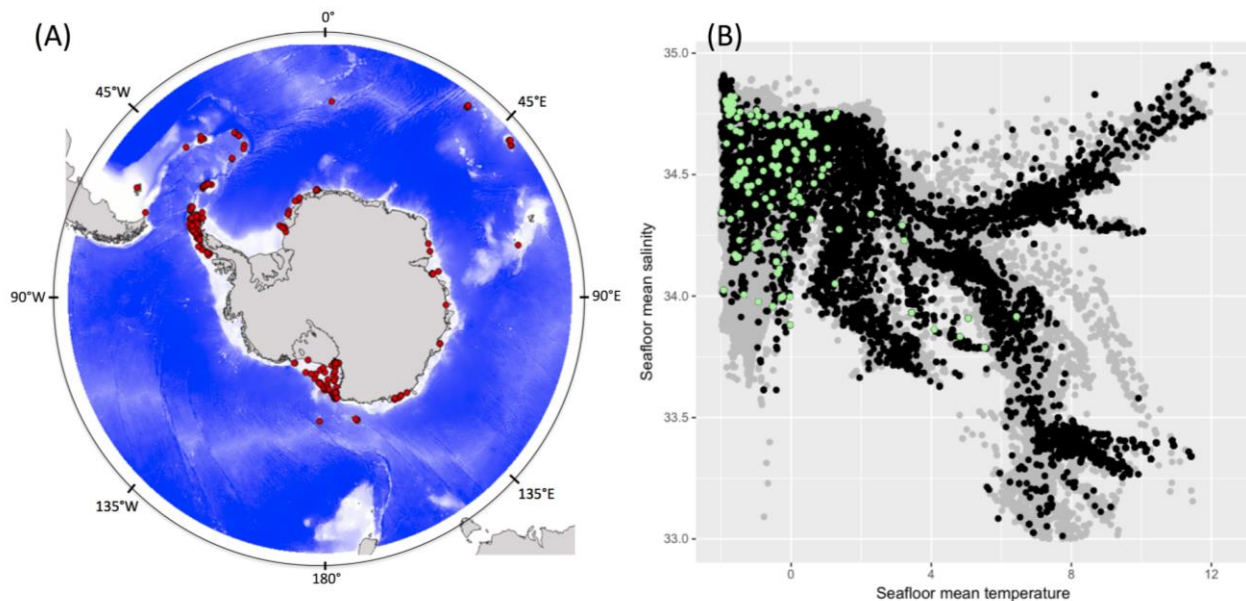 (A)
0°
45°W
45°E
90°W
90°E
135°W
135°E
180°
(B)
35.0
34.5
34.0
33.5
33.0
Seafloor mean salinity
0
4
8
12
Seafloor mean temperature